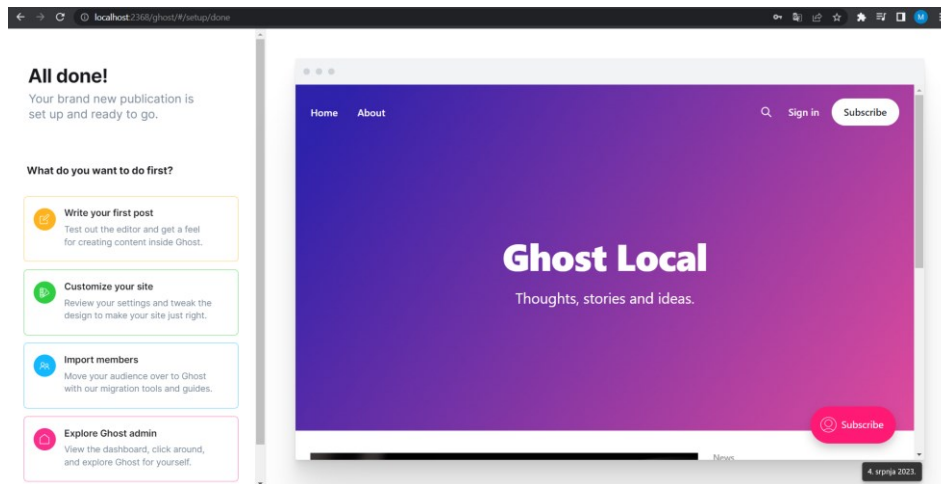 localhost:2368/ghost/#/setup/done
M
All done!
Your brand new publication is
set up and ready to go.
What do you want to do first?
Write your first post
Test out the editor and get a feel
for creating content inside Ghost.
Customize your site
Review your settings and tweak the
design to make your site just right.
Import members
Move your audience over to Ghost
with our migration tools and guides.
Explore Ghost admin
View the dashboard, click around,
and explore Ghost for yourself.
Home About Sign in Subscribe
Ghost Local
Thoughts, stories and ideas.
Subscribe
News
4. srpnja 2023.